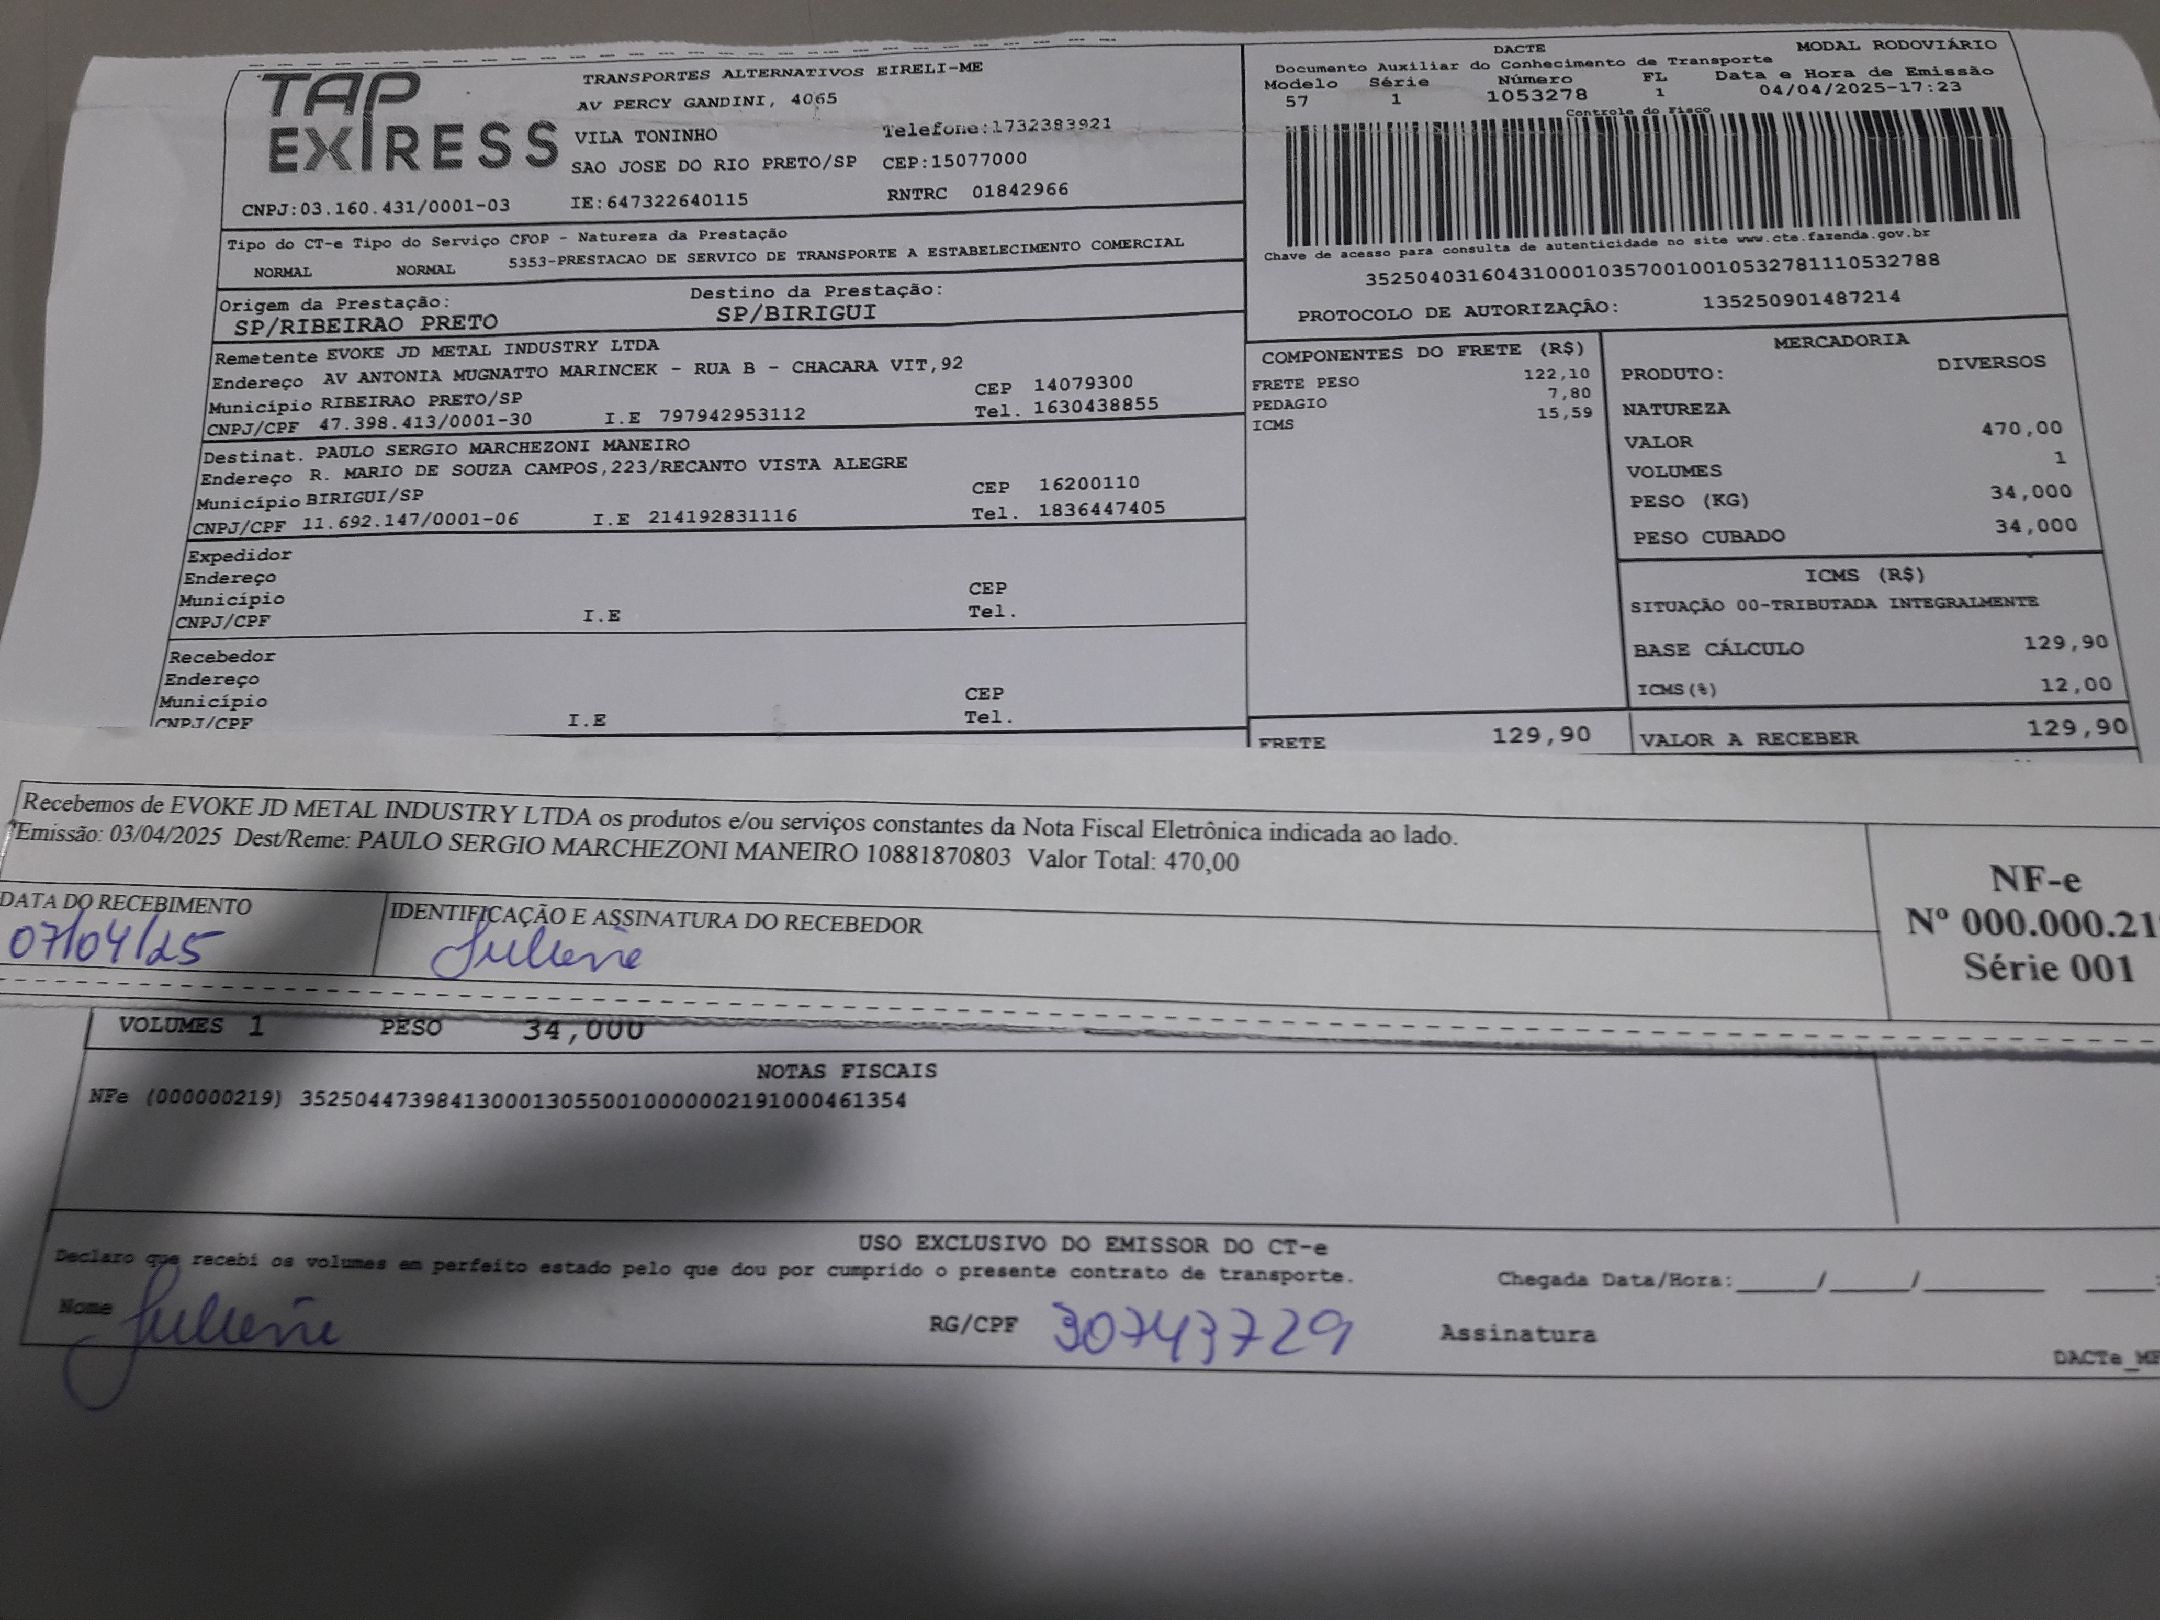 TAP EXPRESS
TRANSPORTES ALTERNATIVOS EIRELI-ME
AV PERCY GANDINI, 4065
VILA TONINHO Telefone:1732383921
SAO JOSE DO RIO PRETO/SP CEP:15077000
CNPJ:03.160.431/0001-03 IE:647322640115 RNTRC 01842966
DACTE MODAL RODOVIÁRIO
Documento Auxiliar do Conhecimento de Transporte
Modelo Série Número FL Data e Hora de Emissão
57 1 1053278 1 04/04/2025-17:23
Controle do Fisco
Chave de acesso para consulta de autenticidade no site www.cte.fazenda.gov.br
35250403160431000103570010010532781110532788
PROTOCOLO DE AUTORIZAÇÃO: 135250901487214
Tipo do CT-e Tipo do Serviço CFOP - Natureza da Prestação
NORMAL NORMAL 5353-PRESTACAO DE SERVICO DE TRANSPORTE A ESTABELECIMENTO COMERCIAL
Origem da Prestação: Destino da Prestação:
SP/RIBEIRAO PRETO SP/BIRIGUI
Remetente EVOKE JD METAL INDUSTRY LTDA
Endereço AV ANTONIA MUGNATTO MARINCEK - RUA B - CHACARA VIT,92
Município RIBEIRAO PRETO/SP CEP 14079300
CNPJ/CPF 47.398.413/0001-30 I.E 797942953112 Tel. 1630438855
Destinat. PAULO SERGIO MARCHEZONI MANEIRO
Endereço R. MARIO DE SOUZA CAMPOS,223/RECANTO VISTA ALEGRE
Município BIRIGUI/SP CEP 16200110
CNPJ/CPF 11.692.147/0001-06 I.E 214192831116 Tel. 1836447405
Expedidor
Endereço
Município CEP
CNPJ/CPF I.E Tel.
Recebedor
Endereço
Município CEP
CNPJ/CPF I.E Tel.
COMPONENTES DO FRETE (R$)
FRETE PESO 122,10
PEDAGIO 7,80
ICMS 15,59
MERCADORIA
PRODUTO: DIVERSOS
NATUREZA
VALOR 470,00
VOLUMES 1
PESO (KG) 34,000
PESO CUBADO 34,000
ICMS (R$)
SITUAÇÃO 00-TRIBUTADA INTEGRALMENTE
BASE CÁLCULO 129,90
ICMS(%) 12,00
FRETE 129,90 VALOR A RECEBER 129,90
Recebemos de EVOKE JD METAL INDUSTRY LTDA os produtos e/ou serviços constantes da Nota Fiscal Eletrônica indicada ao lado.
Emissão: 03/04/2025 Dest/Reme: PAULO SERGIO MARCHEZONI MANEIRO 10881870803 Valor Total: 470,00
DATA DO RECEBIMENTO IDENTIFICAÇÃO E ASSINATURA DO RECEBEDOR
07/04/25 Juliene
NF-e
Nº 000.000.21
Série 001
VOLUMES 1 PESO 34,000
NOTAS FISCAIS
NFe (000000219) 35250447398413000130550010000002191000461354
USO EXCLUSIVO DO EMISSOR DO CT-e
Declaro que recebi os volumes em perfeito estado pelo que dou por cumprido o presente contrato de transporte. Chegada Data/Hora:_____/_____/______ ____:
Nome Juliene RG/CPF 30743729 Assinatura
DACTe_